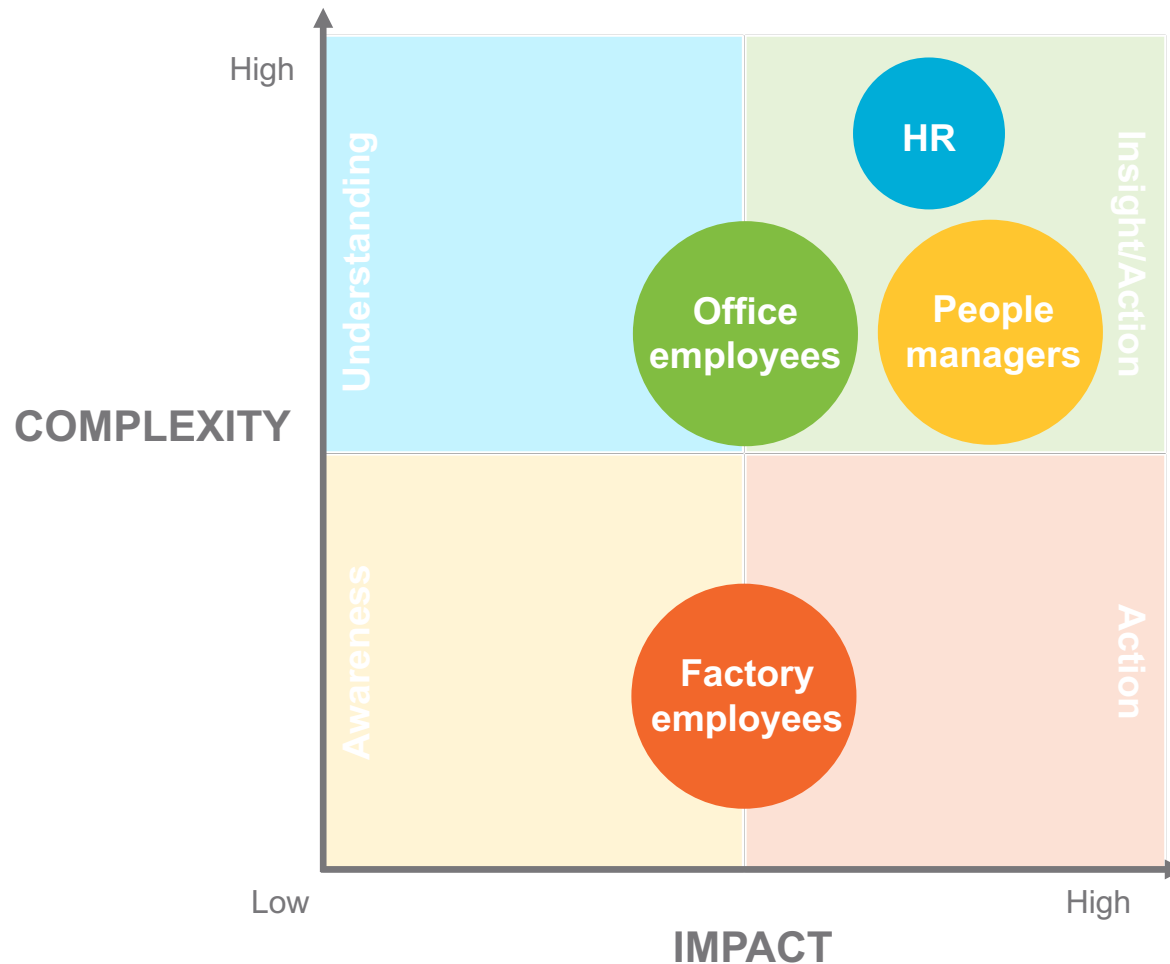 High
HR
Understanding
Insight/Action
Office
employees
People
managers
COMPLEXITY
Awareness
Action
Factory
employees
Low
High
IMPACT